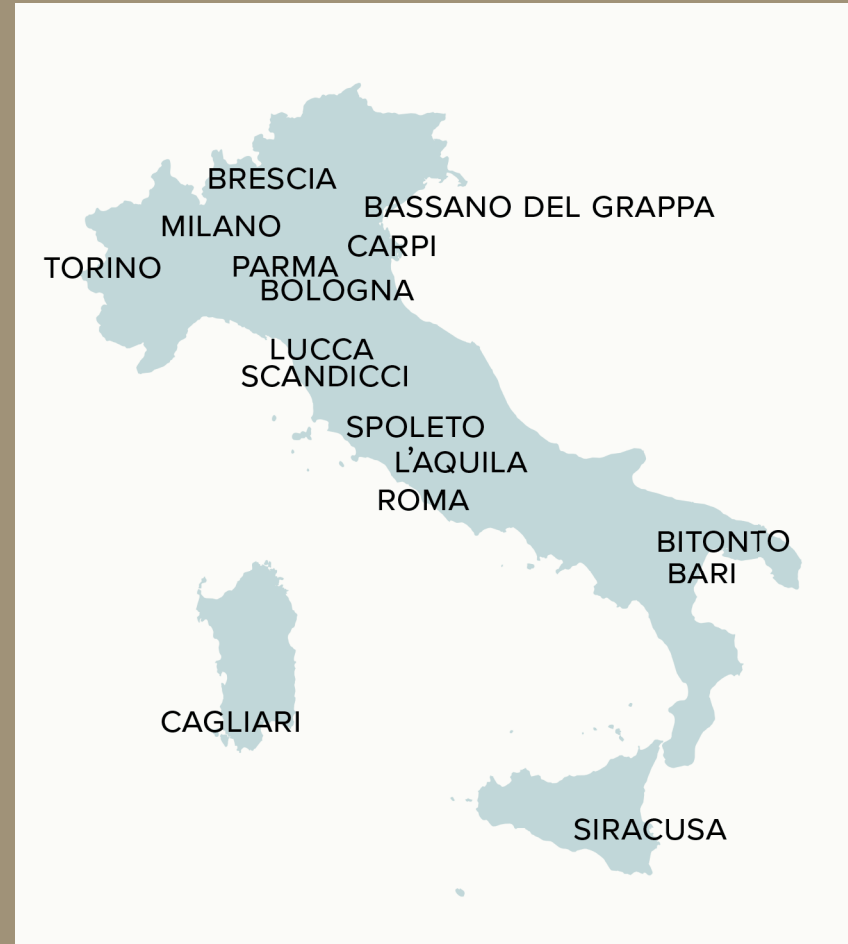 BRESCIA
BASSANO DEL GRAPPA
MILANO
CARPI
TORINO
PARMA
BOLOGNA
LUCCA
SCANDICCI
SPOLETO
L’AQUILA
ROMA
BITONTO
BARI
CAGLIARI
SIRACUSA